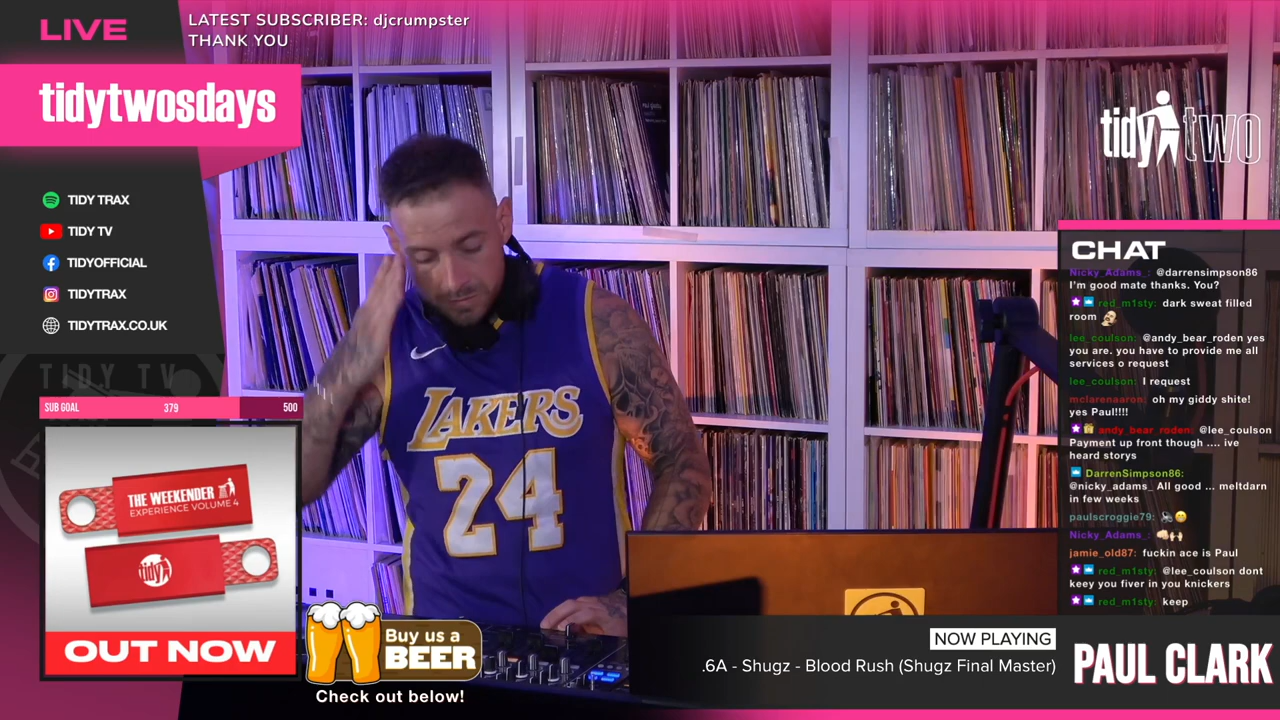 LIVE
LATEST SUBSCRIBER: djcrumpster
THANK YOU
tidytwosdays
TIDY TRAX
TIDY TV
TIDYOFFICIAL
TIDYTRAX
TIDYTRAX.CO.UK
TIDY TV
SUB GOAL 379 500
THE WEEKENDER
EXPERIENCE VOLUME 4
tidy
OUT NOW
Buy us a
BEER
Check out below!
LAKERS
24
tidy two
CHAT
Nicky_Adams_: @darrensimpson86
I'm good mate thanks. You?
red_m1sty: dark sweat filled
room
lee_coulson: @andy_bear_roden yes
you are. you have to provide me all
services o request
lee_coulson: I request
mclarenaaron: oh my giddy shite!
yes Paul!!!!
andy_bear_roden: @lee_coulson
Payment up front though .... ive
heard storys
DarrenSimpson86:
@nicky_adams_ All good ... meltdarn
in few weeks
paulscroggie79:
Nicky_Adams_:
jamie_old87: fuckin ace is Paul
red_m1sty: @lee_coulson dont
keey you fiver in you knickers
red_m1sty: keep
NOW PLAYING
.6A - Shugz - Blood Rush (Shugz Final Master)
PAUL CLARK